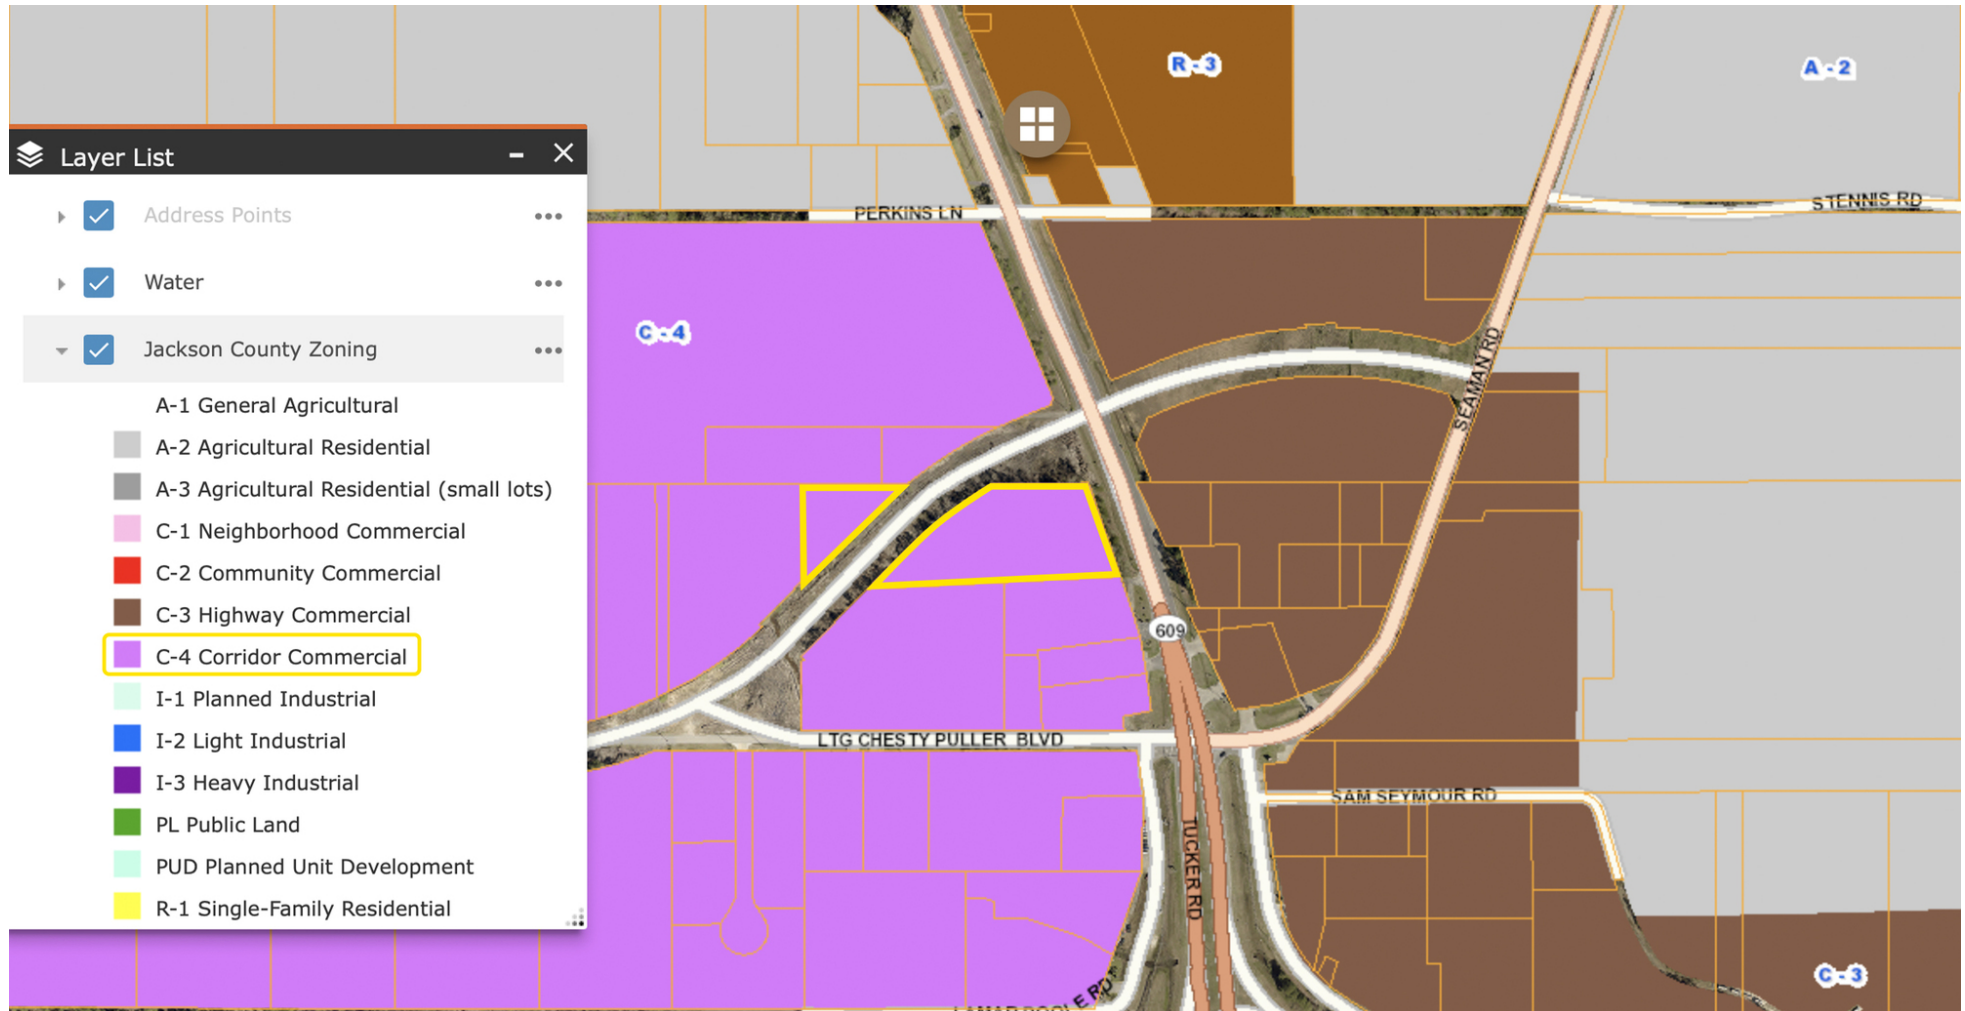 R - 3
A - 2
Layer List
Address Points
PERKINS LN
STENNIS RD
Water
C - 4
Jackson County Zoning
SEAMAN RD
A-1 General Agricultural
A-2 Agricultural Residential
A-3 Agricultural Residential (small lots)
C-1 Neighborhood Commercial
C-2 Community Commercial
C-3 Highway Commercial
609
C-4 Corridor Commercial
I-1 Planned Industrial
I-2 Light Industrial
LTG CHESTY PULLER BLVD
I-3 Heavy Industrial
SAM SEYMOUR RD
PL Public Land
TUCKER RD
PUD Planned Unit Development
R-1 Single-Family Residential
C - 3